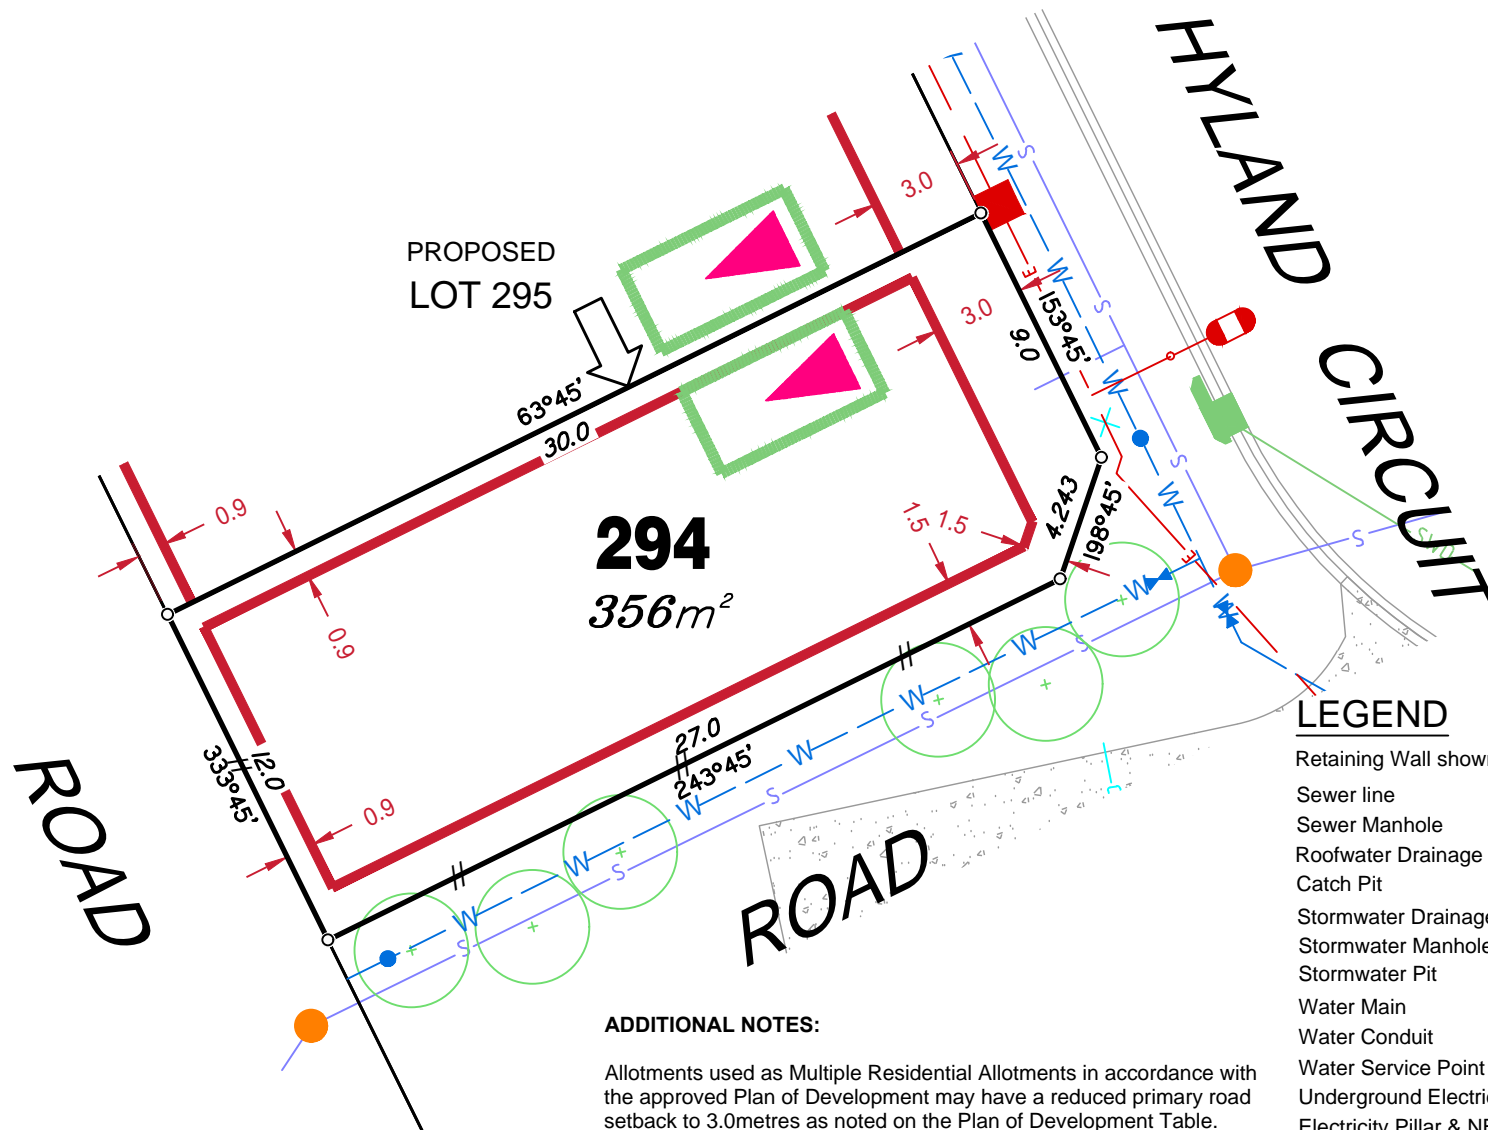 HYLAND
CIRCUIT
PROPOSED
LOT 295
3.0
3.0
63°45'
30.0
153°45'
9.0
0.9
0.9
294
356m²
1.5
1.5
4.243
198°45'
E
E
27.0
243°45'
12.0
333°45'
0.9
ROAD
ROAD
W
W
W
W
W
W
W
W
W
W
W
W
S
S
S
S
S
S
S
S
S
LEGEND
Retaining Wall show
Sewer line
Sewer Manhole
Roofwater Drainage
Catch Pit
Stormwater Drainage
Stormwater Manhole
Stormwater Pit
Water Main
Water Conduit
Water Service Point
Underground Electric
Electricity Pillar &
ADDITIONAL NOTES:
Allotments used as Multiple Residential Allotments in accordance with
the approved Plan of Development may have a reduced primary road
setback to 3.0metres as noted on the Plan of Development Table.